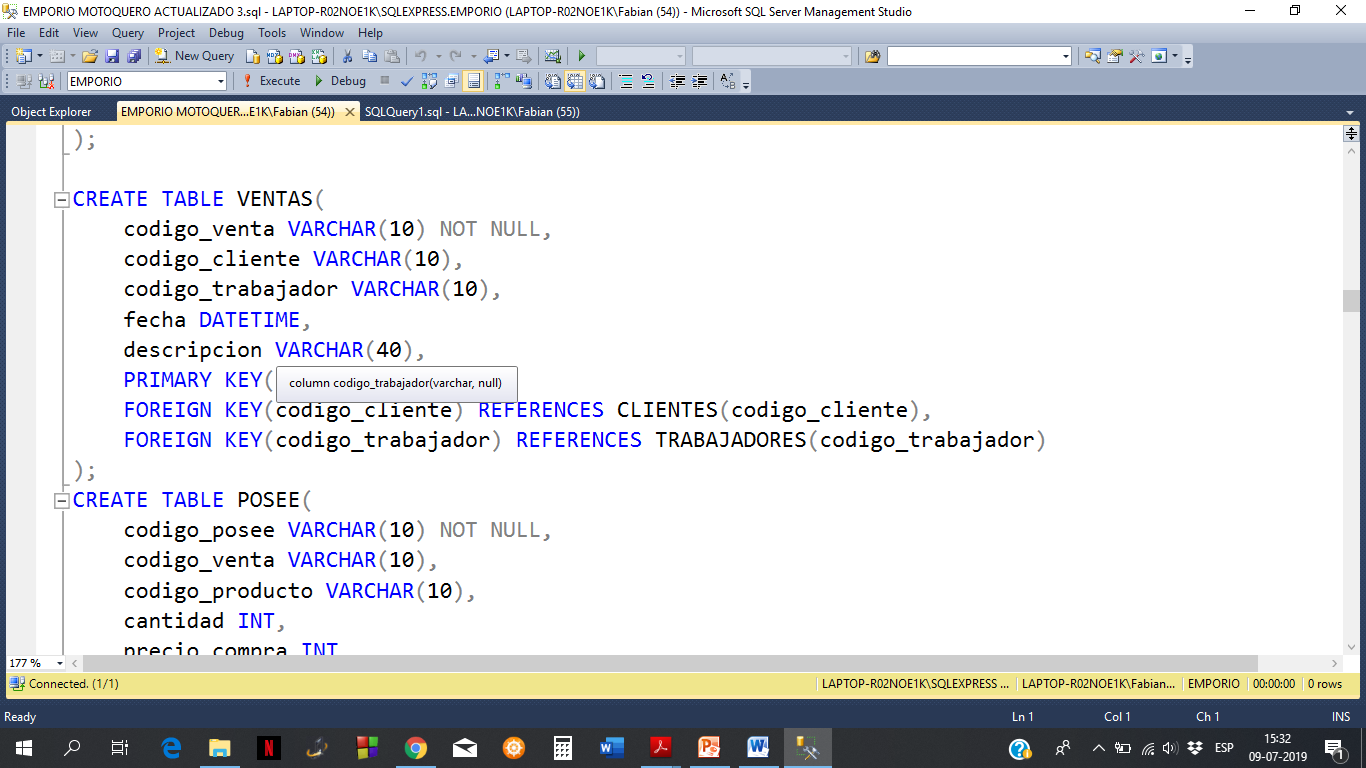 EMPORIO MOTOQUERO ACTUALIZADO 3.sql - LAPTOP-R02NOE1K\SQLEXPRESS.EMPORIO (LAPTOP-R02NOE1K\Fabian (54)) - Microsoft SQL Server Management Studio
File Edit View Query Project Debug Tools Window Help
New Query
EMPORIO Execute Debug
Object Explorer EMPORIO MOTOQUER...E1K\Fabian (54)) SQLQuery1.sql - LA...NOE1K\Fabian (55))
);
CREATE TABLE VENTAS(
codigo_venta VARCHAR(10) NOT NULL,
codigo_cliente VARCHAR(10),
codigo_trabajador VARCHAR(10),
fecha DATETIME,
descripcion VARCHAR(40),
PRIMARY KEY(
column codigo_trabajador(varchar, null)
FOREIGN KEY(codigo_cliente) REFERENCES CLIENTES(codigo_cliente),
FOREIGN KEY(codigo_trabajador) REFERENCES TRABAJADORES(codigo_trabajador)
);
CREATE TABLE POSEE(
codigo_posee VARCHAR(10) NOT NULL,
codigo_venta VARCHAR(10),
codigo_producto VARCHAR(10),
cantidad INT,
precio_compra INT
177 %
Connected. (1/1) LAPTOP-R02NOE1K\SQLEXPRESS ... LAPTOP-R02NOE1K\Fabian... EMPORIO 00:00:00 0 rows
Ready Ln 1 Col 1 Ch 1 INS
ESP 15:32
09-07-2019 1